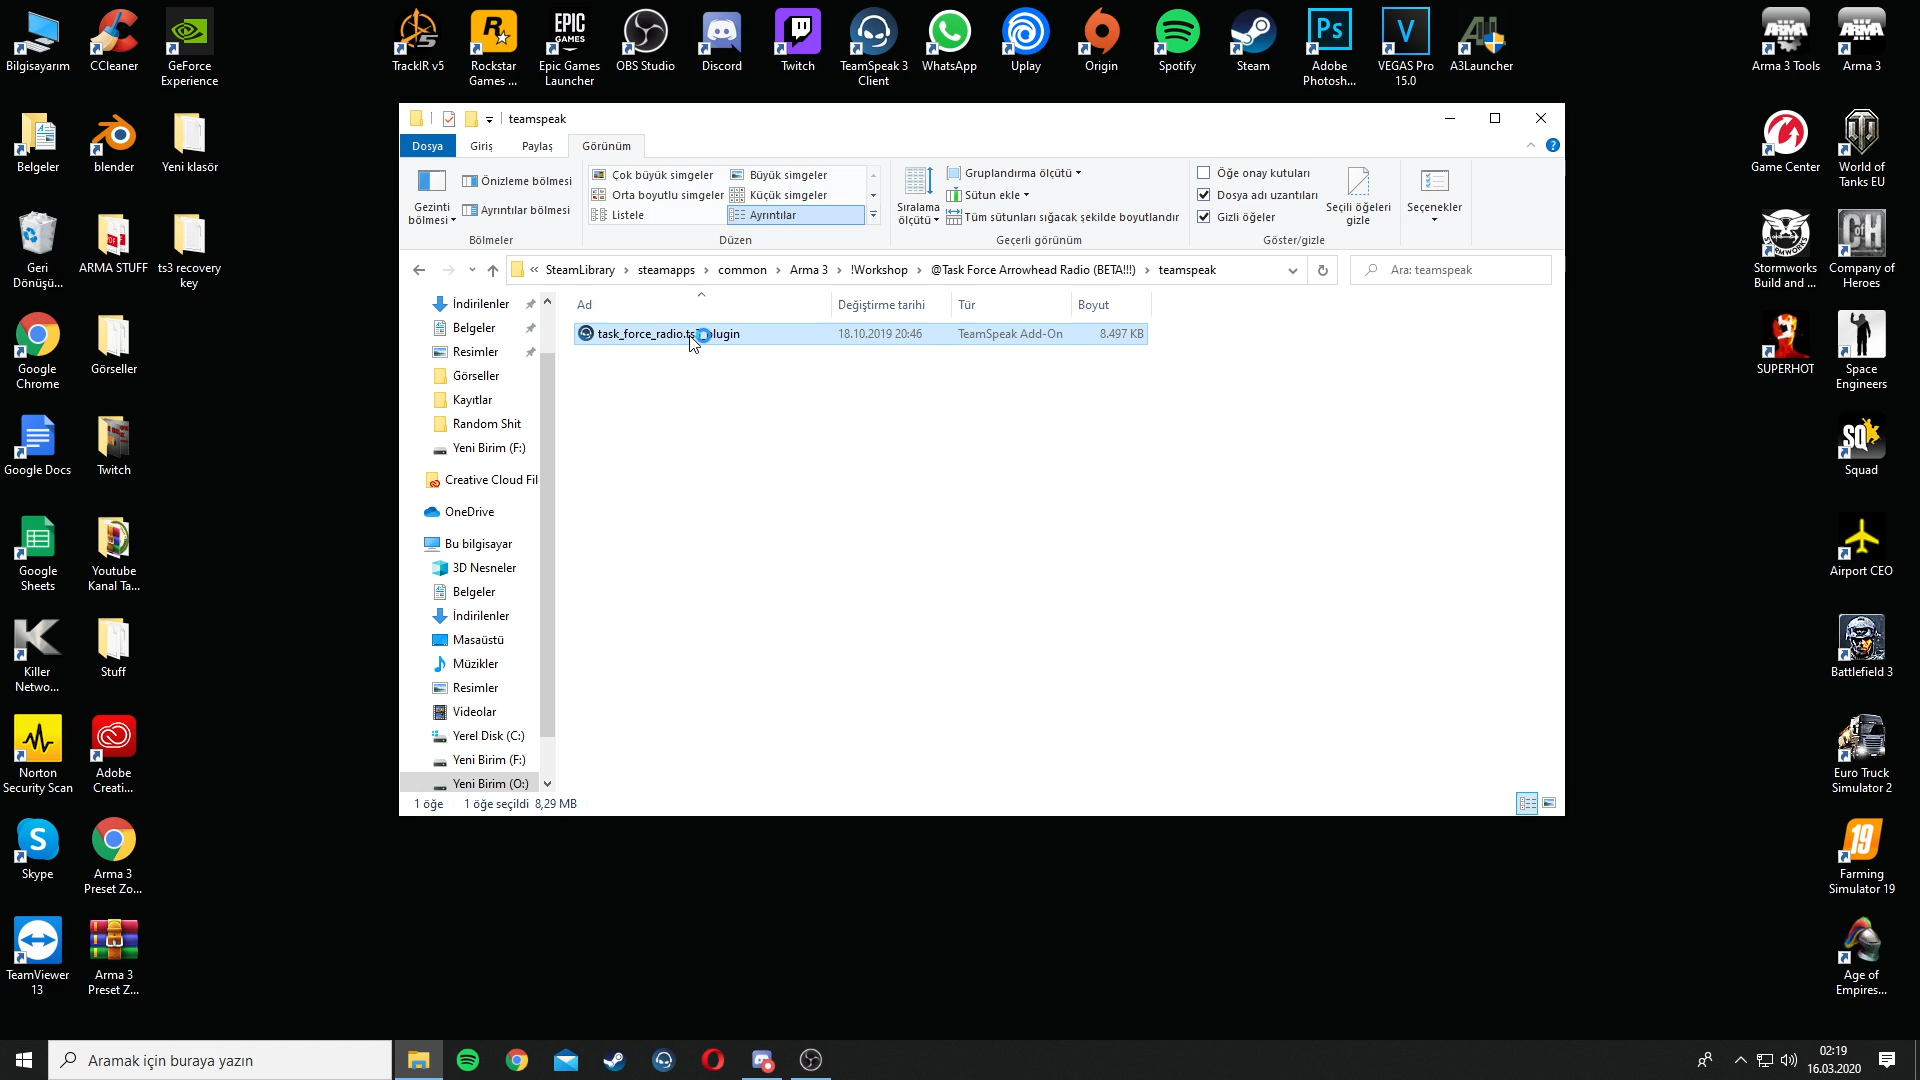 Bilgisayarım
CCleaner
GeForce
Experience
TrackIR v5
Rockstar
Games ...
Epic Games
Launcher
OBS Studio
Discord
Twitch
TeamSpeak 3
Client
WhatsApp
Uplay
Origin
Spotify
Steam
Adobe
Photosh...
VEGAS Pro
15.0
A3Launcher
Arma 3 Tools
Arma 3
Belgeler
blender
Yeni klasör
Geri
Dönüşü...
ARMA STUFF
ts3 recovery
key
Google
Chrome
Görseller
Google Docs
Twitch
Google
Sheets
Youtube
Kanal Ta...
Killer
Netwo...
Stuff
Norton
Security Scan
Adobe
Creati...
Skype
Arma 3
Preset Zo...
TeamViewer
13
Arma 3
Preset Z...
teamspeak
Dosya
Giriş
Paylaş
Görünüm
Gezinti
bölmesi
Önizleme bölmesi
Ayrıntılar bölmesi
Bölmeler
Çok büyük simgeler
Büyük simgeler
Orta boyutlu simgeler
Küçük simgeler
Listele
Ayrıntılar
Düzen
Sıralama
ölçütü
Gruplandırma ölçütü
Sütun ekle
Tüm sütunları sığacak şekilde boyutlandır
Geçerli görünüm
Öğe onay kutuları
Dosya adı uzantıları
Gizli öğeler
Seçili öğeleri
gizle
Göster/gizle
Seçenekler
« SteamLibrary › steamapps › common › Arma 3 › !Workshop › @Task Force Arrowhead Radio (BETA!!!) › teamspeak
Ara: teamspeak
Ad
Değiştirme tarihi
Tür
Boyut
18.10.2019 20:46
TeamSpeak Add-On
8.497 KB
İndirilenler
Belgeler
Resimler
Görseller
Kayıtlar
Random Shit
Yeni Birim (F:)
Creative Cloud Fil
OneDrive
Bu bilgisayar
3D Nesneler
Belgeler
İndirilenler
Masaüstü
Müzikler
Resimler
Videolar
Yerel Disk (C:)
Yeni Birim (F:)
Yeni Birim (O:)
1 öğe
1 öğe seçildi 8,29 MB
Game Center
World of
Tanks EU
Stormworks
Build and ...
Company of
Heroes
SUPERHOT
Space
Engineers
Squad
Airport CEO
Battlefield 3
Euro Truck
Simulator 2
Farming
Simulator 19
Age of
Empires...
Aramak için buraya yazın
02:19
16.03.2020